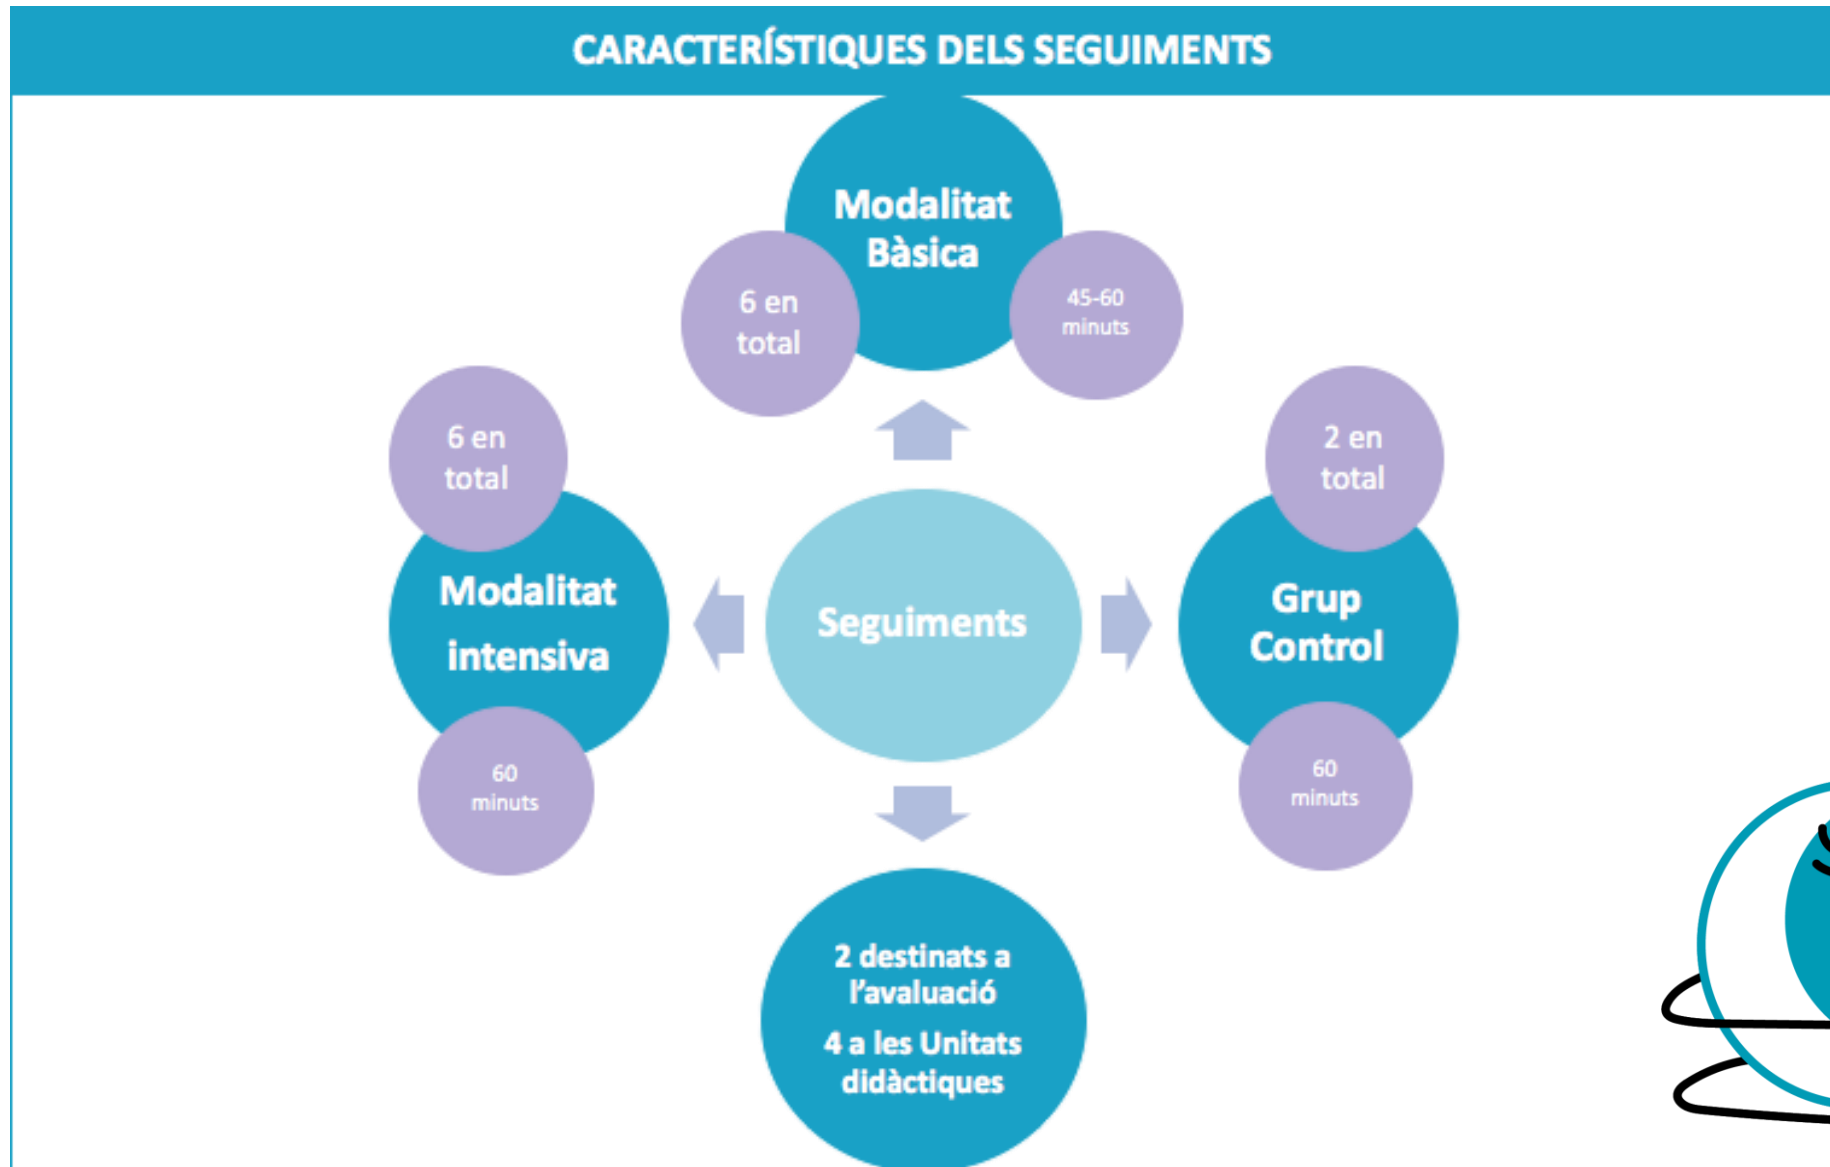 CARACTERÍSTIQUES DELS SEGUIMENTS
Modalitat
Bàsica
6 en
total
45-60
minuts
6 en
total
Modalitat
intensiva
60
minuts
Seguiments
2 en
total
Grup
Control
60
minuts
2 destinats a
l'avaluació
4 a les Unitats
didàctiques